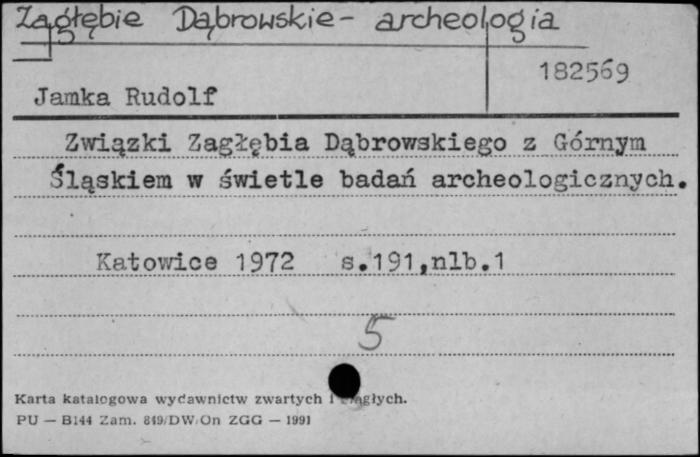 Zagłębie Dąbrowskie - archeologia
182569
Jamka Rudolf
Związki Zagłębia Dąbrowskiego z Górnym
Śląskiem w świetle badań archeologicznych.
Katowice 1972 s.191,nlb.1
5
Karta katalogowa wydawnictw zwartych i
PU — B144 Zam. 849/DW/On ZGG — 1991